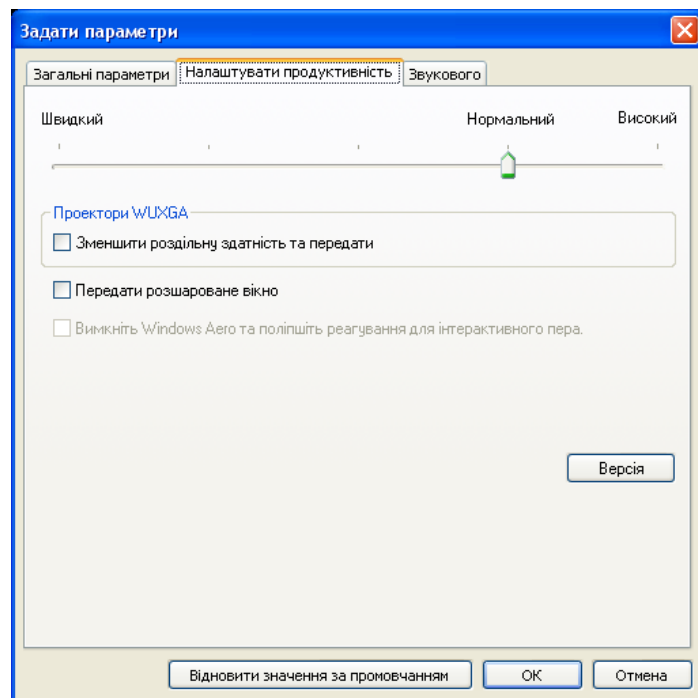 Задати параметри
Загальні параметри Налаштувати продуктивність Звукового
Швидкий Нормальний Високий
Проектори WUXGA
Зменшити роздільну здатність та передати
Передати розшароване вікно
Вимкніть Windows Aero та поліпшіть реагування для інтерактивного пера.
Версія
Відновити значення за промовчанням OK Отмена